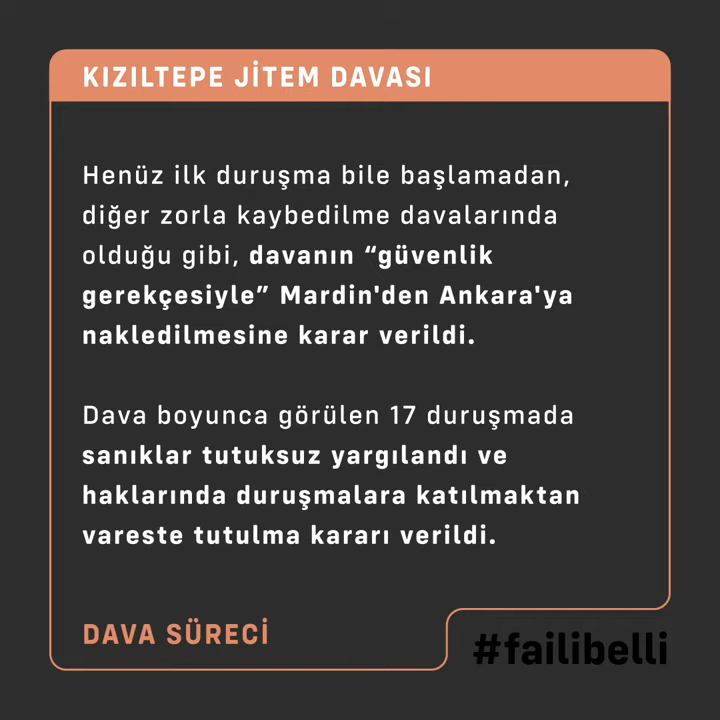 KIZILTEPE JİTEM DAVASI
Henüz ilk duruşma bile başlamadan,
diğer zorla kaybedilme davalarında
olduğu gibi, davanın “güvenlik
gerekçesiyle” Mardin'den Ankara'ya
nakledilmesine karar verildi.
Dava boyunca görülen 17 duruşmada
sanıklar tutuksuz yargılandı ve
haklarında duruşmalara katılmaktan
vareste tutulma kararı verildi.
DAVA SÜRECİ
#failibelli